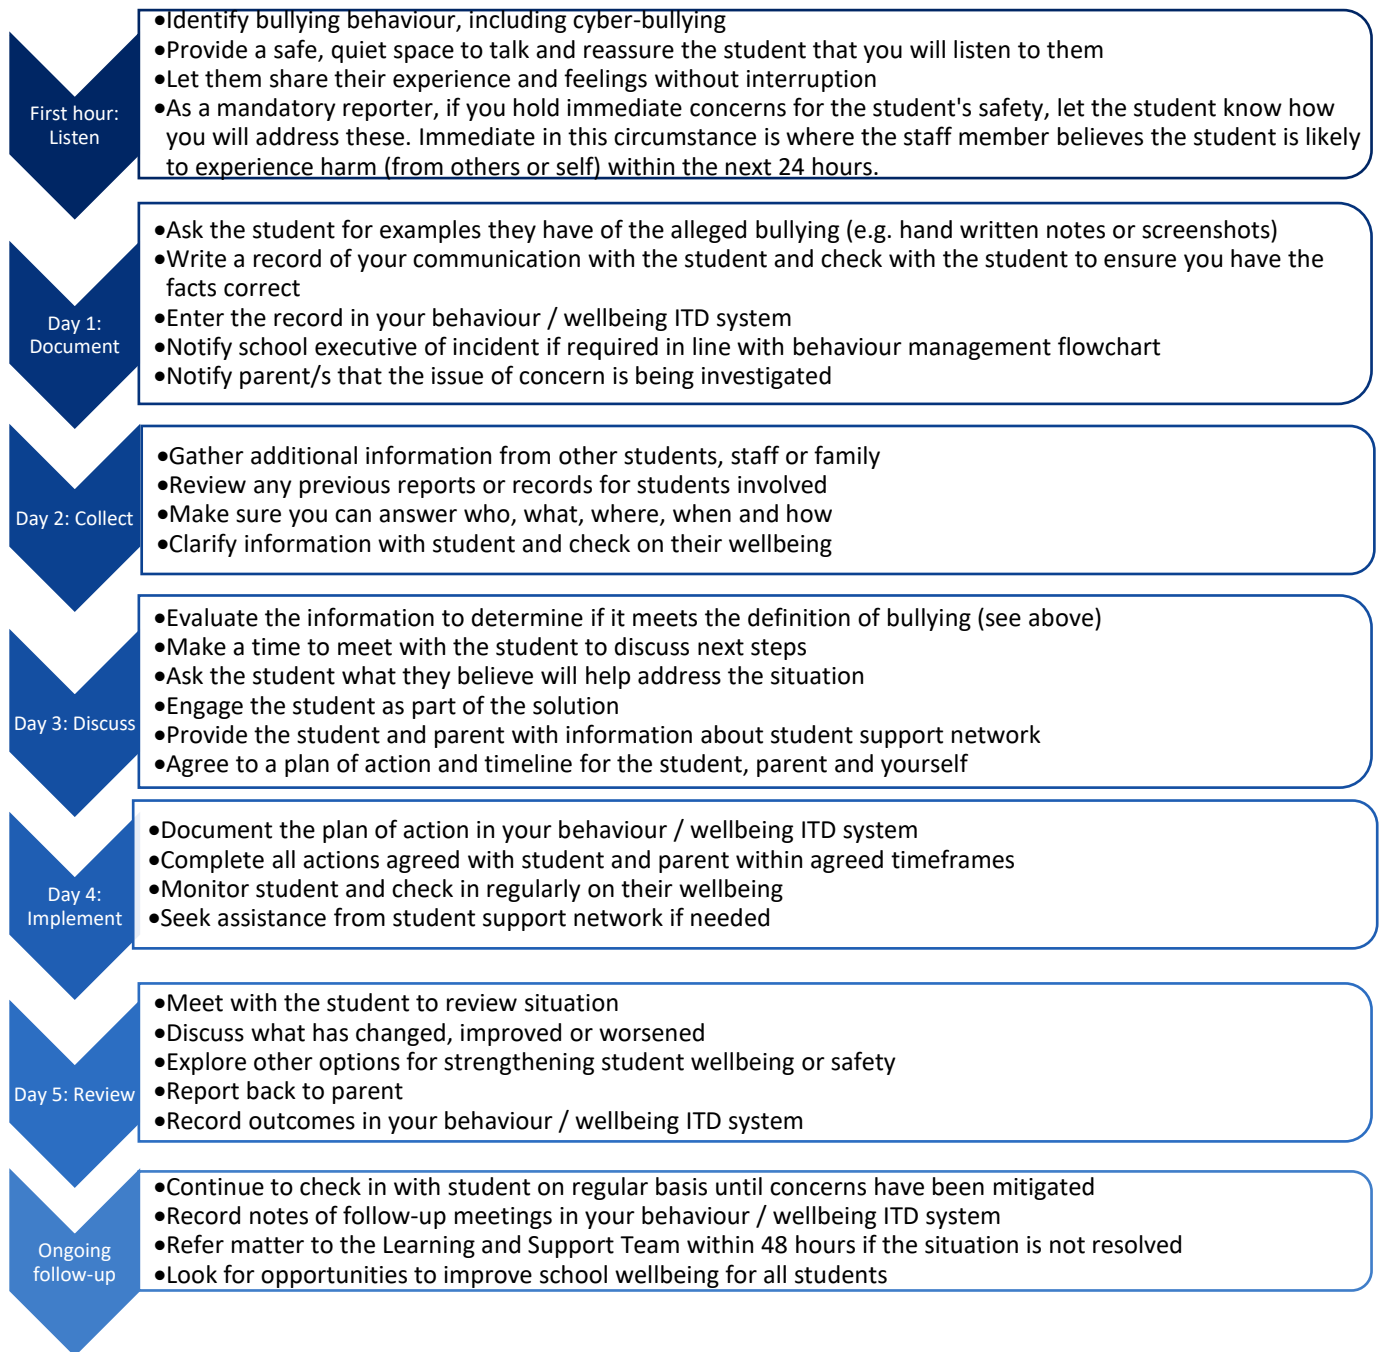 First hour:
Listen
•Identify bullying behaviour, including cyber-bullying
•Provide a safe, quiet space to talk and reassure the student that you will listen to them
•Let them share their experience and feelings without interruption
•As a mandatory reporter, if you hold immediate concerns for the student's safety, let the student know how
you will address these. Immediate in this circumstance is where the staff member believes the student is likely
to experience harm (from others or self) within the next 24 hours.
Day 1:
Document
•Ask the student for examples they have of the alleged bullying (e.g. hand written notes or screenshots)
•Write a record of your communication with the student and check with the student to ensure you have the
facts correct
•Enter the record in your behaviour / wellbeing ITD system
•Notify school executive of incident if required in line with behaviour management flowchart
•Notify parent/s that the issue of concern is being investigated
Day 2: Collect
•Gather additional information from other students, staff or family
•Review any previous reports or records for students involved
•Make sure you can answer who, what, where, when and how
•Clarify information with student and check on their wellbeing
Day 3: Discuss
•Evaluate the information to determine if it meets the definition of bullying (see above)
•Make a time to meet with the student to discuss next steps
•Ask the student what they believe will help address the situation
•Engage the student as part of the solution
•Provide the student and parent with information about student support network
•Agree to a plan of action and timeline for the student, parent and yourself
Day 4:
Implement
•Document the plan of action in your behaviour / wellbeing ITD system
•Complete all actions agreed with student and parent within agreed timeframes
•Monitor student and check in regularly on their wellbeing
•Seek assistance from student support network if needed
Day 5: Review
•Meet with the student to review situation
•Discuss what has changed, improved or worsened
•Explore other options for strengthening student wellbeing or safety
•Report back to parent
•Record outcomes in your behaviour / wellbeing ITD system
Ongoing
follow-up
•Continue to check in with student on regular basis until concerns have been mitigated
•Record notes of follow-up meetings in your behaviour / wellbeing ITD system
•Refer matter to the Learning and Support Team within 48 hours if the situation is not resolved
•Look for opportunities to improve school wellbeing for all students